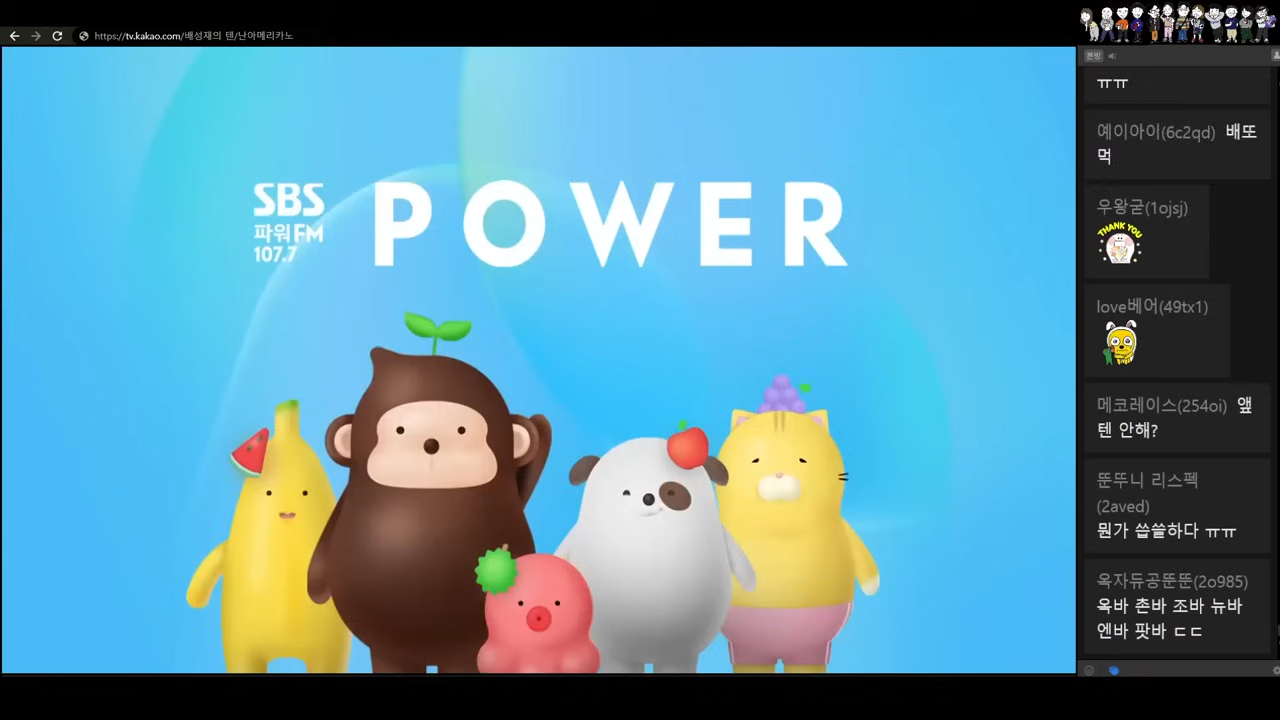 https://tv.kakao.com/배성재의 텐/난아메리카노
SBS
파워FM
107.7
POWER
본방
ㅠㅠ
예이아이(6c2qd) 배또
먹
우왕굳(1ojsj)
THANK YOU
love베어(49tx1)
메코레이스(254oi) 앺
텐 안해?
뚠뚜니 리스펙
(2aved)
뭔가 씁쓸하다 ㅠㅠ
옥자듀공뚠뚠(2o985)
옥바 촌바 조바 뉴바
엔바 팟바 ㄷㄷ